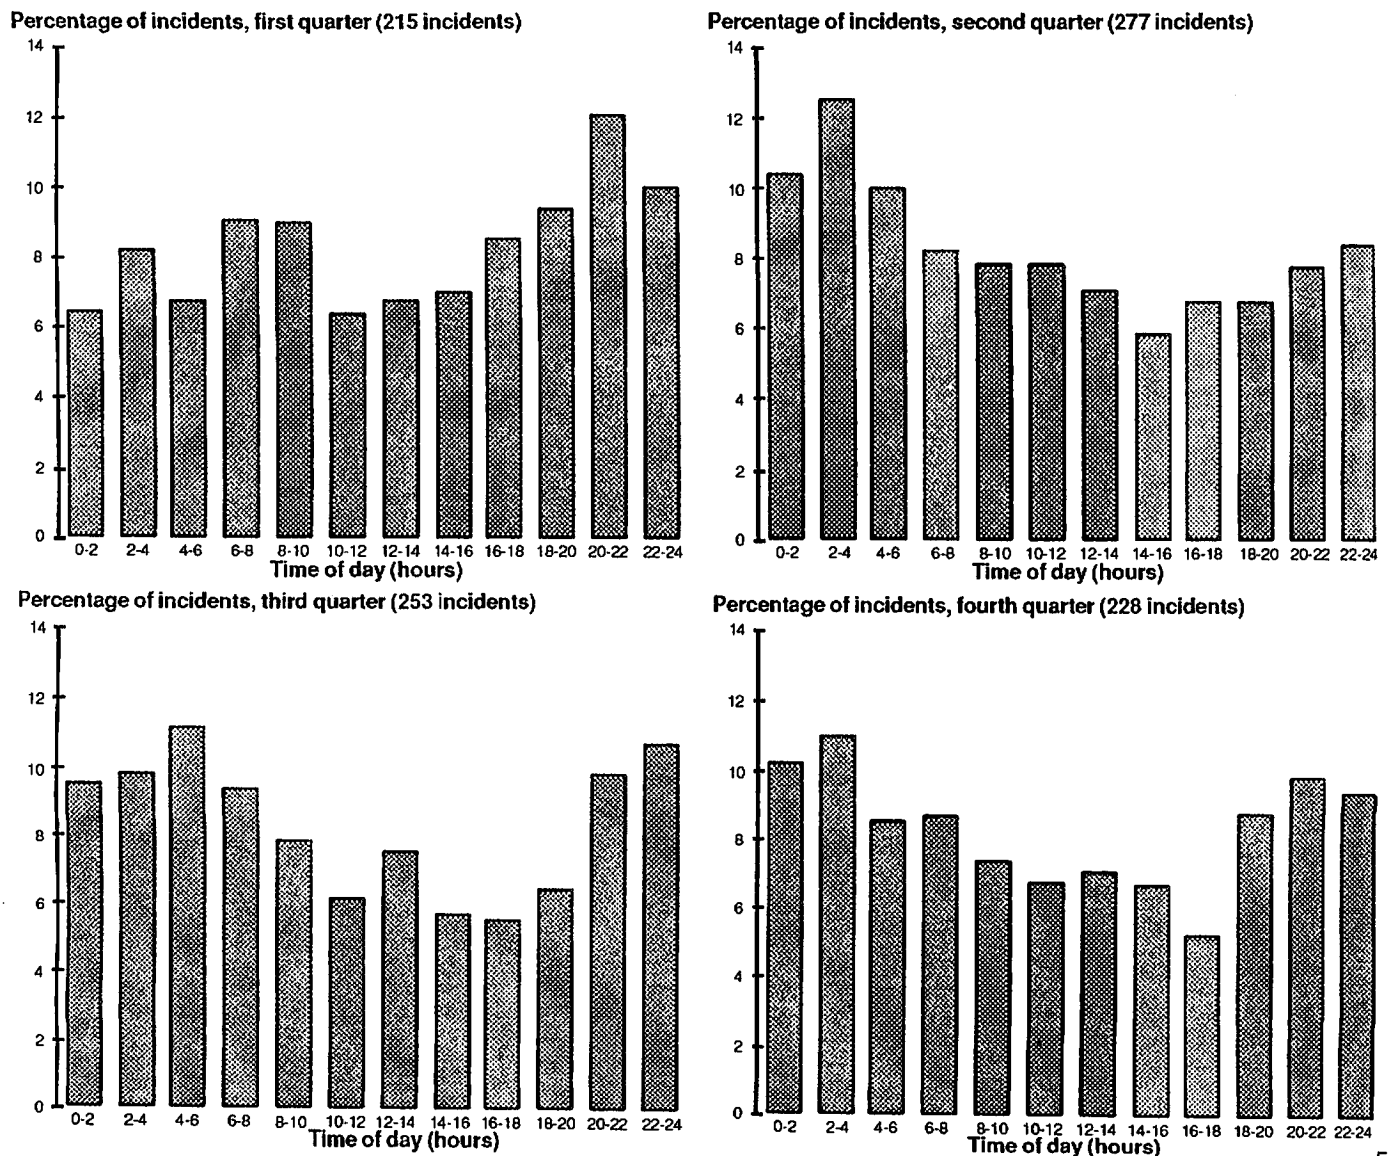 Percentage of incidents, first quarter (215 incidents)
14
12
10
8
6
4
2
0
0-2 2-4 4-6 6-8 8-10 10-12 12-14 14-16 16-18 18-20 20-22 22-24
Time of day (hours)
Percentage of incidents, second quarter (277 incidents)
14
12
10
8
6
4
2
0
0-2 2-4 4-6 6-8 8-10 10-12 12-14 14-16 16-18 18-20 20-22 22-24
Time of day (hours)
Percentage of incidents, third quarter (253 incidents)
14
12
10
8
6
4
2
0
0-2 2-4 4-6 6-8 8-10 10-12 12-14 14-16 16-18 18-20 20-22 22-24
Time of day (hours)
Percentage of incidents, fourth quarter (228 incidents)
14
12
10
8
6
4
2
0
0-2 2-4 4-6 6-8 8-10 10-12 12-14 14-16 16-18 18-20 20-22 22-24
Time of day (hours)